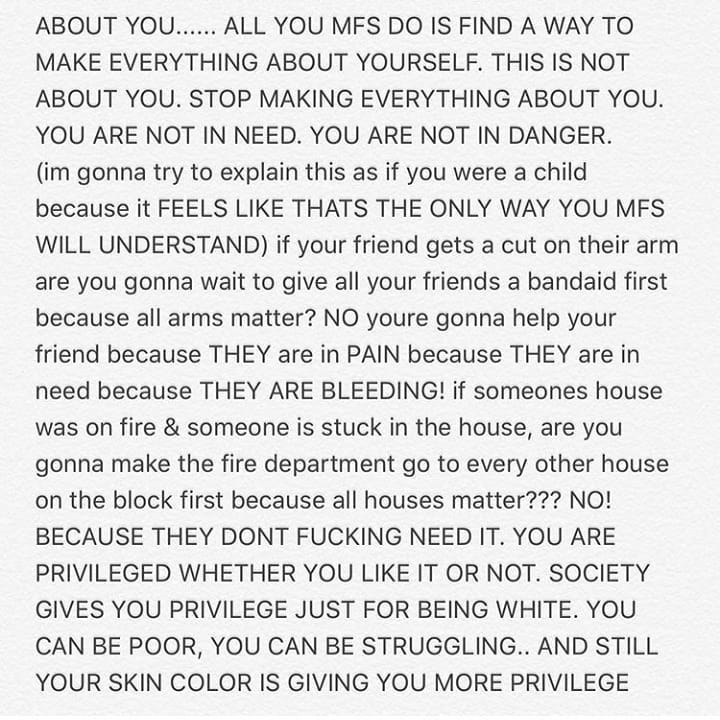 ABOUT YOU...... ALL YOU MFS DO IS FIND A WAY TO
MAKE EVERYTHING ABOUT YOURSELF. THIS IS NOT
ABOUT YOU. STOP MAKING EVERYTHING ABOUT YOU.
YOU ARE NOT IN NEED. YOU ARE NOT IN DANGER.
(im gonna try to explain this as if you were a child
because it FEELS LIKE THATS THE ONLY WAY YOU MFS
WILL UNDERSTAND) if your friend gets a cut on their arm
are you gonna wait to give all your friends a bandaid first
because all arms matter? NO youre gonna help your
friend because THEY are in PAIN because THEY are in
need because THEY ARE BLEEDING! if someones house
was on fire & someone is stuck in the house, are you
gonna make the fire department go to every other house
on the block first because all houses matter??? NO!
BECAUSE THEY DONT FUCKING NEED IT. YOU ARE
PRIVILEGED WHETHER YOU LIKE IT OR NOT. SOCIETY
GIVES YOU PRIVILEGE JUST FOR BEING WHITE. YOU
CAN BE POOR, YOU CAN BE STRUGGLING.. AND STILL
YOUR SKIN COLOR IS GIVING YOU MORE PRIVILEGE